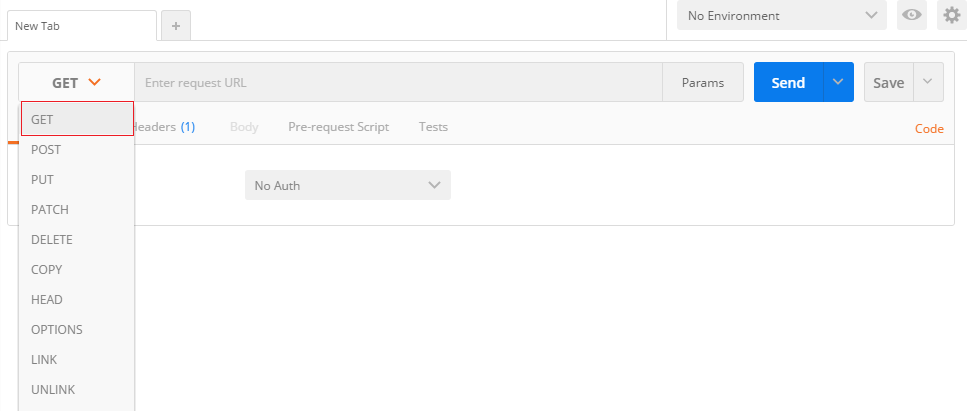 New Tab
+
No Environment
GET
Enter request URL
Params
Send
Save
Headers (1)
Body
Pre-request Script
Tests
Code
No Auth
GET
POST
PUT
PATCH
DELETE
COPY
HEAD
OPTIONS
LINK
UNLINK